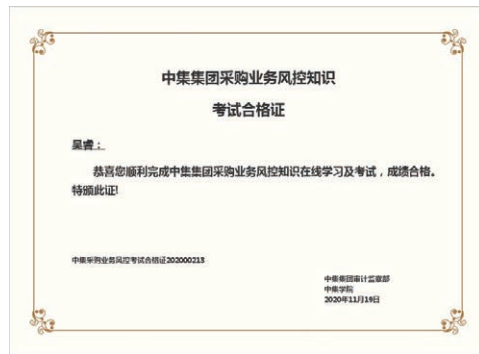 中集集团采购业务风控知识
考试合格证
吴睿：
恭喜您顺利完成中集集团采购业务风控知识在线学习及考试，成绩合格。
特颁此证!
中集采购业务风控考试合格证202000213
中集集团审计监察部
中集学院
2020年11月19日